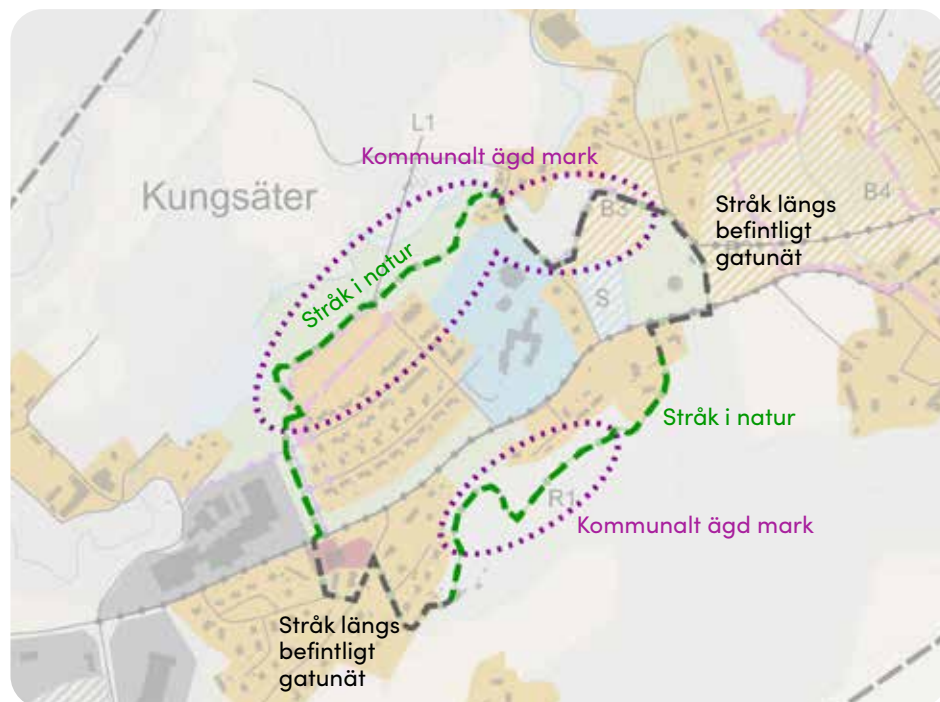 L1
Kommunalt ägd mark
Kungsäter
B3
B4
Stråk längs
befintligt
gatunät
Stråk i natur
S
Stråk i natur
R1
Kommunalt ägd mark
Stråk längs
befintligt
gatunät